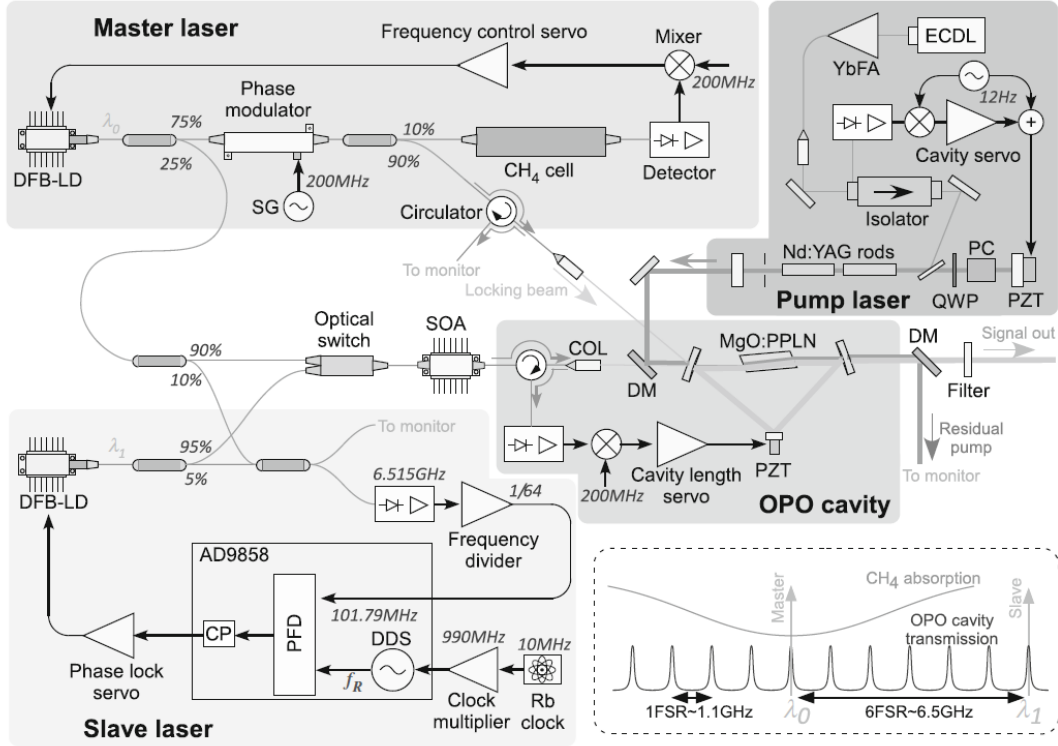 Master laser
Frequency control servo
Mixer
200MHz
Phase
modulator
λ0
75%
25%
10%
90%
DFB-LD
SG
200MHz
CH4 cell
Detector
Circulator
To monitor
Locking beam
ECDL
YbFA
12Hz
Cavity servo
Isolator
Nd:YAG rods
PC
QWP
PZT
Pump laser
Optical
switch
SOA
COL
90%
10%
DM
MgO:PPLN
DM
Signal out
Filter
Residual
pump
To monitor
PZT
200MHz
Cavity length
servo
OPO cavity
To monitor
λ1
95%
5%
DFB-LD
6.515GHz
1/64
Frequency
divider
AD9858
101.79MHz
PFD
CP
DDS
fR
990MHz
10MHz
Clock
multiplier
Rb
clock
Phase lock
servo
Slave laser
CH4 absorption
Master
Slave
OPO cavity
transmission
1FSR~1.1GHz
λ0
6FSR~6.5GHz
λ1